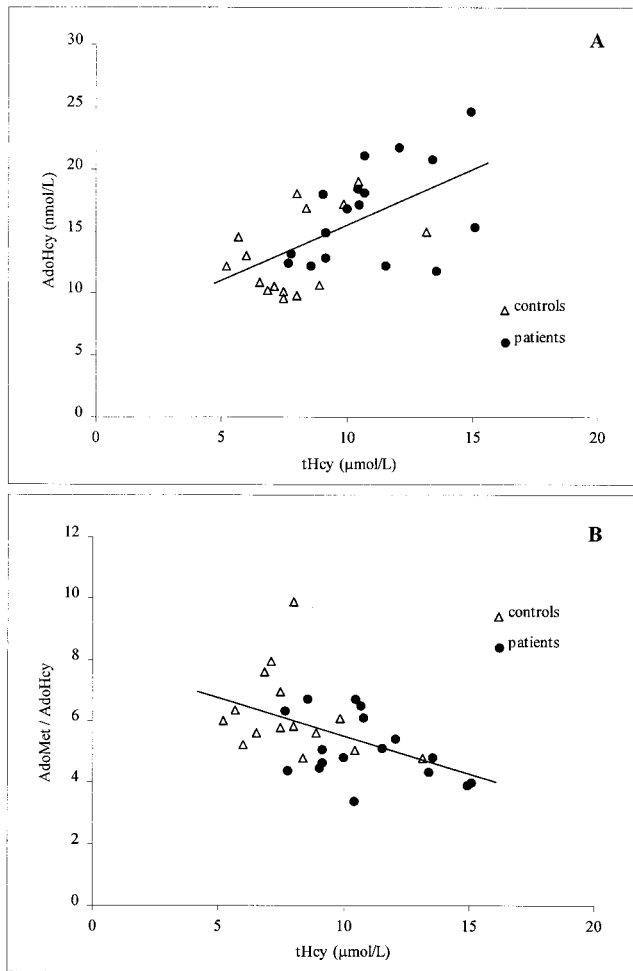 A
30
25
20
15
10
5
0
AdoHcy (nmol/L)
controls
patients
0 5 10 15 20
tHcy (μmol/L)
B
12
10
8
6
4
2
0
AdoMet / AdoHcy
controls
patients
0 5 10 15 20
tHcy (μmol/L)